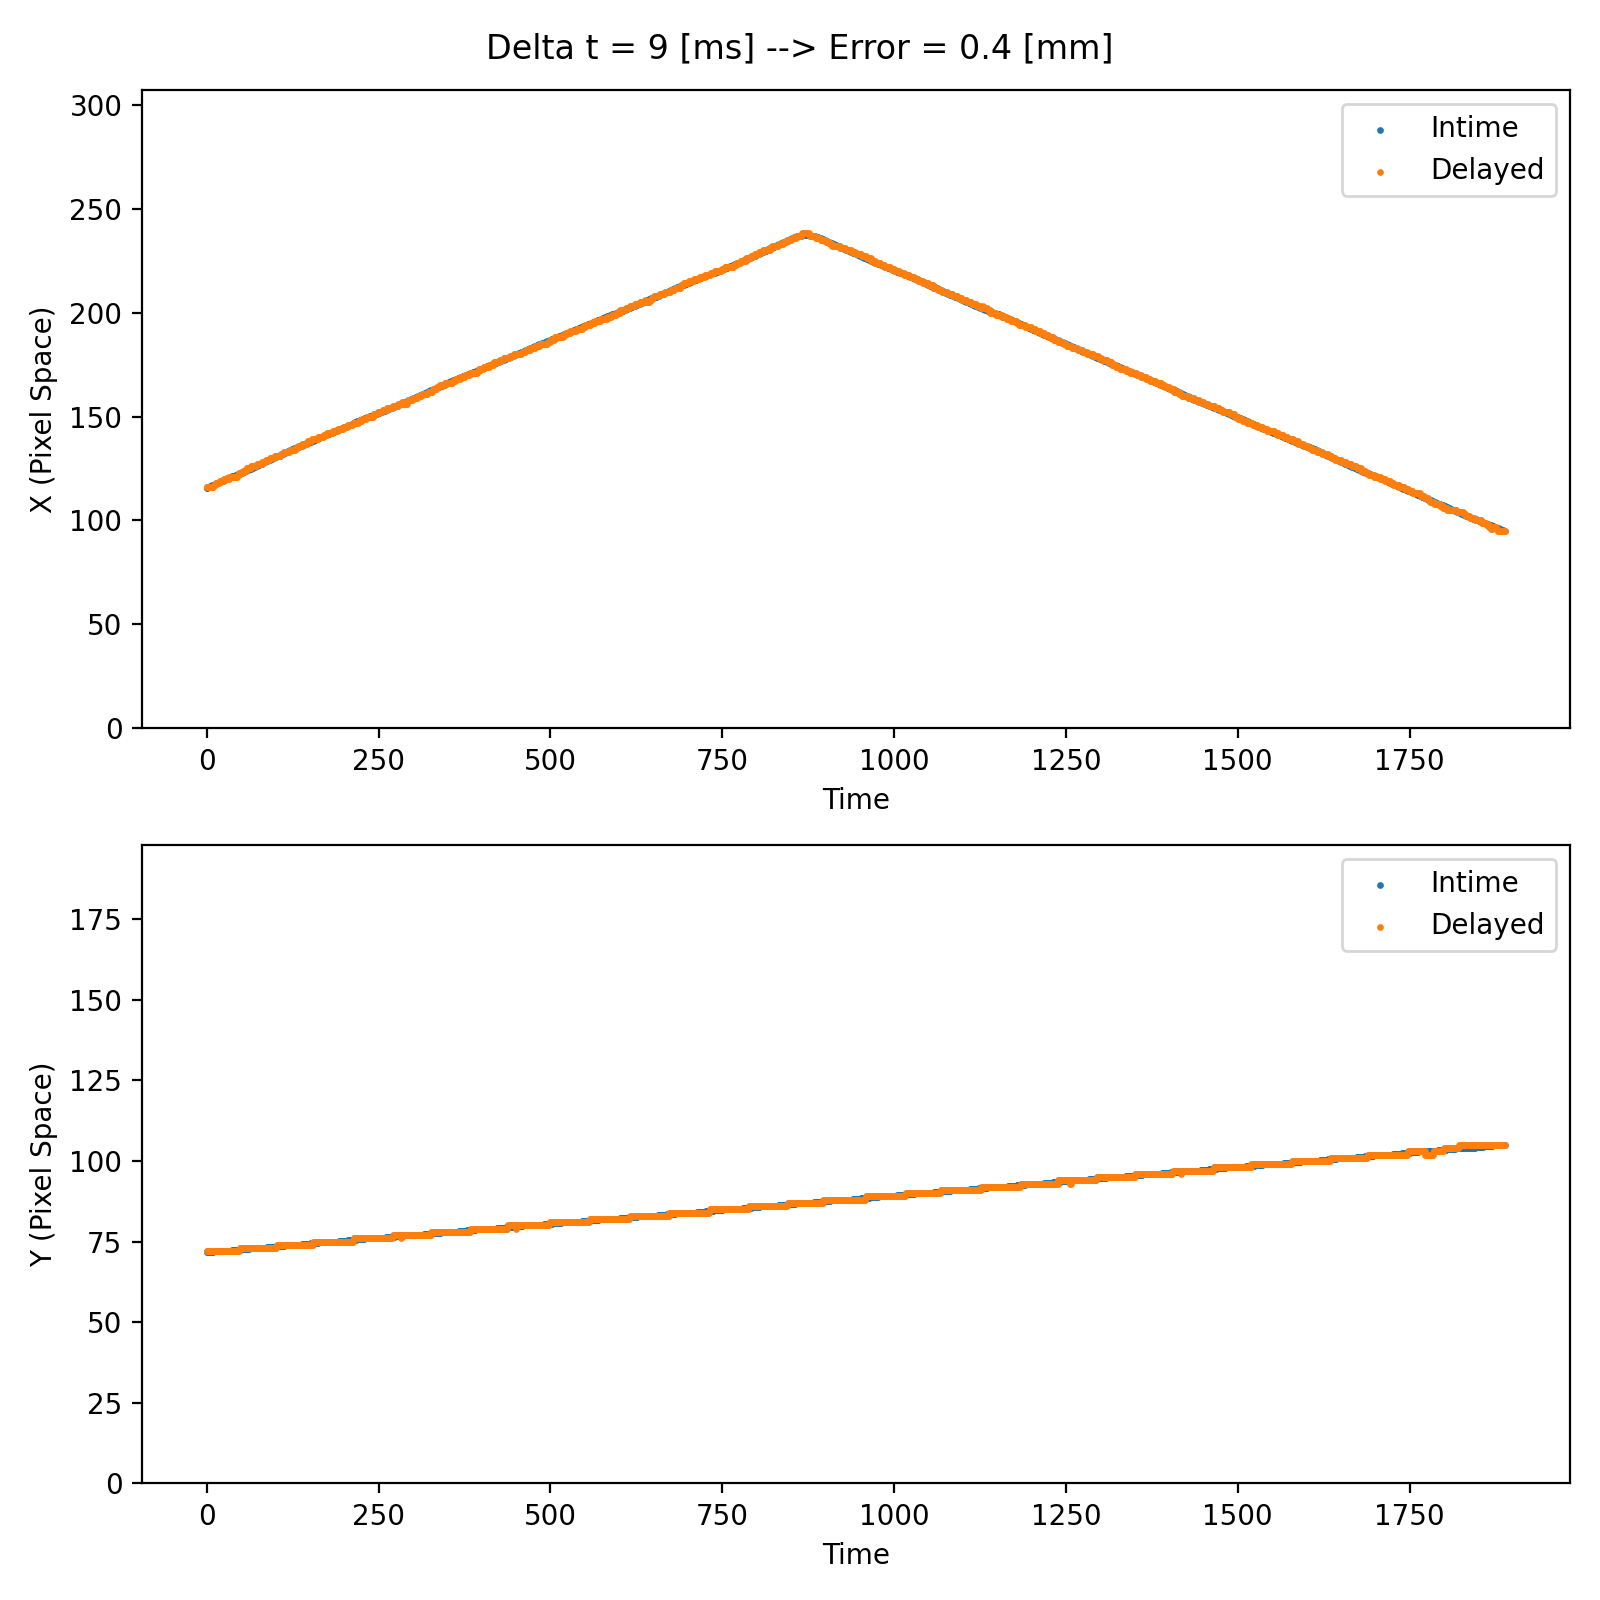 Delta t = 9 [ms] --> Error = 0.4 [mm]
300
250
200
150
100
50
0
X (Pixel Space)
Intime
Delayed
0 250 500 750 1000 1250 1500 1750
Time
175
150
125
100
75
50
25
0
Y (Pixel Space)
Intime
Delayed
0 250 500 750 1000 1250 1500 1750
Time